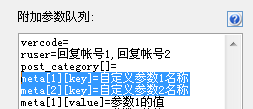 附加参数队列:
vercode=
ruser=回复帐号1,回复帐号2
post_category[]=
meta[1][key]=自定义参数1名称
meta[2][key]=自定义参数2名称
meta[1][value]=参数1的值